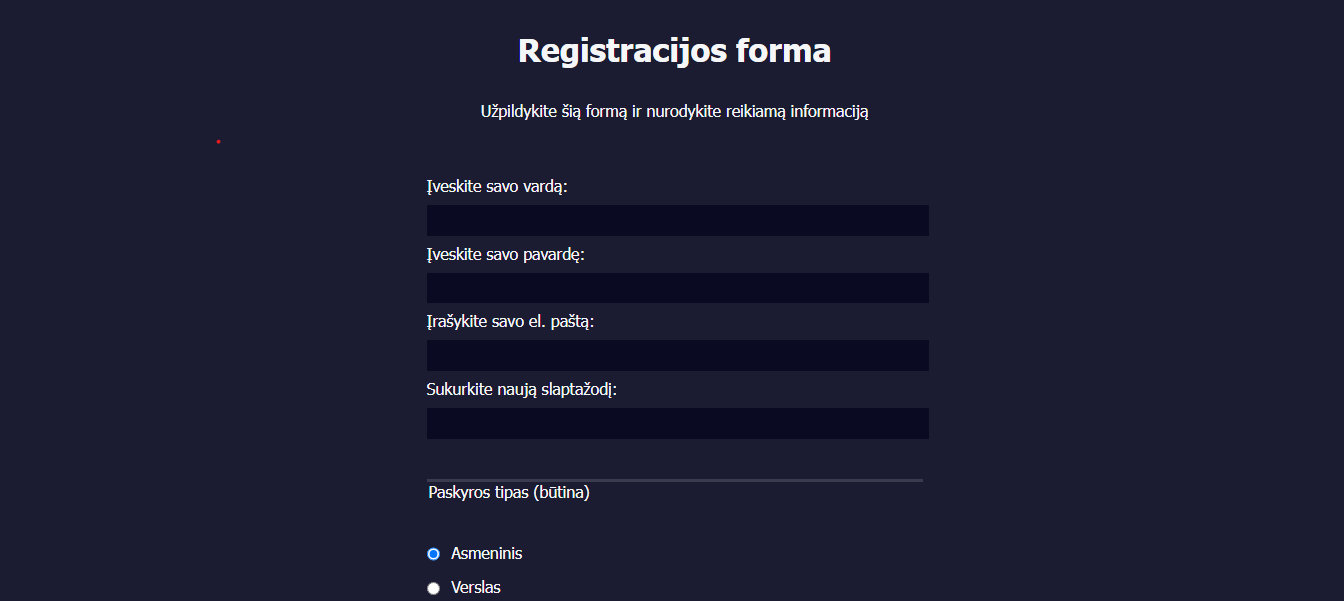 Registracijos forma
Užpildykite šią formą ir nurodykite reikiamą informaciją
Įveskite savo vardą:
Įveskite savo pavardę:
Įrašykite savo el. paštą:
Sukurkite naują slaptažodį:
Paskyros tipas (būtina)
Asmeninis
Verslas